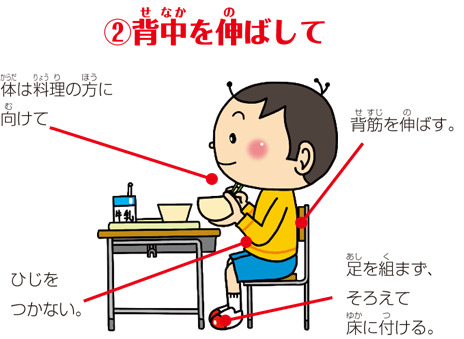 ②背中を伸ばして
体は料理の方に
向けて
背筋を伸ばす。
牛乳
ひじを
つかない。
足を組まず、
そろえて
床に付ける。